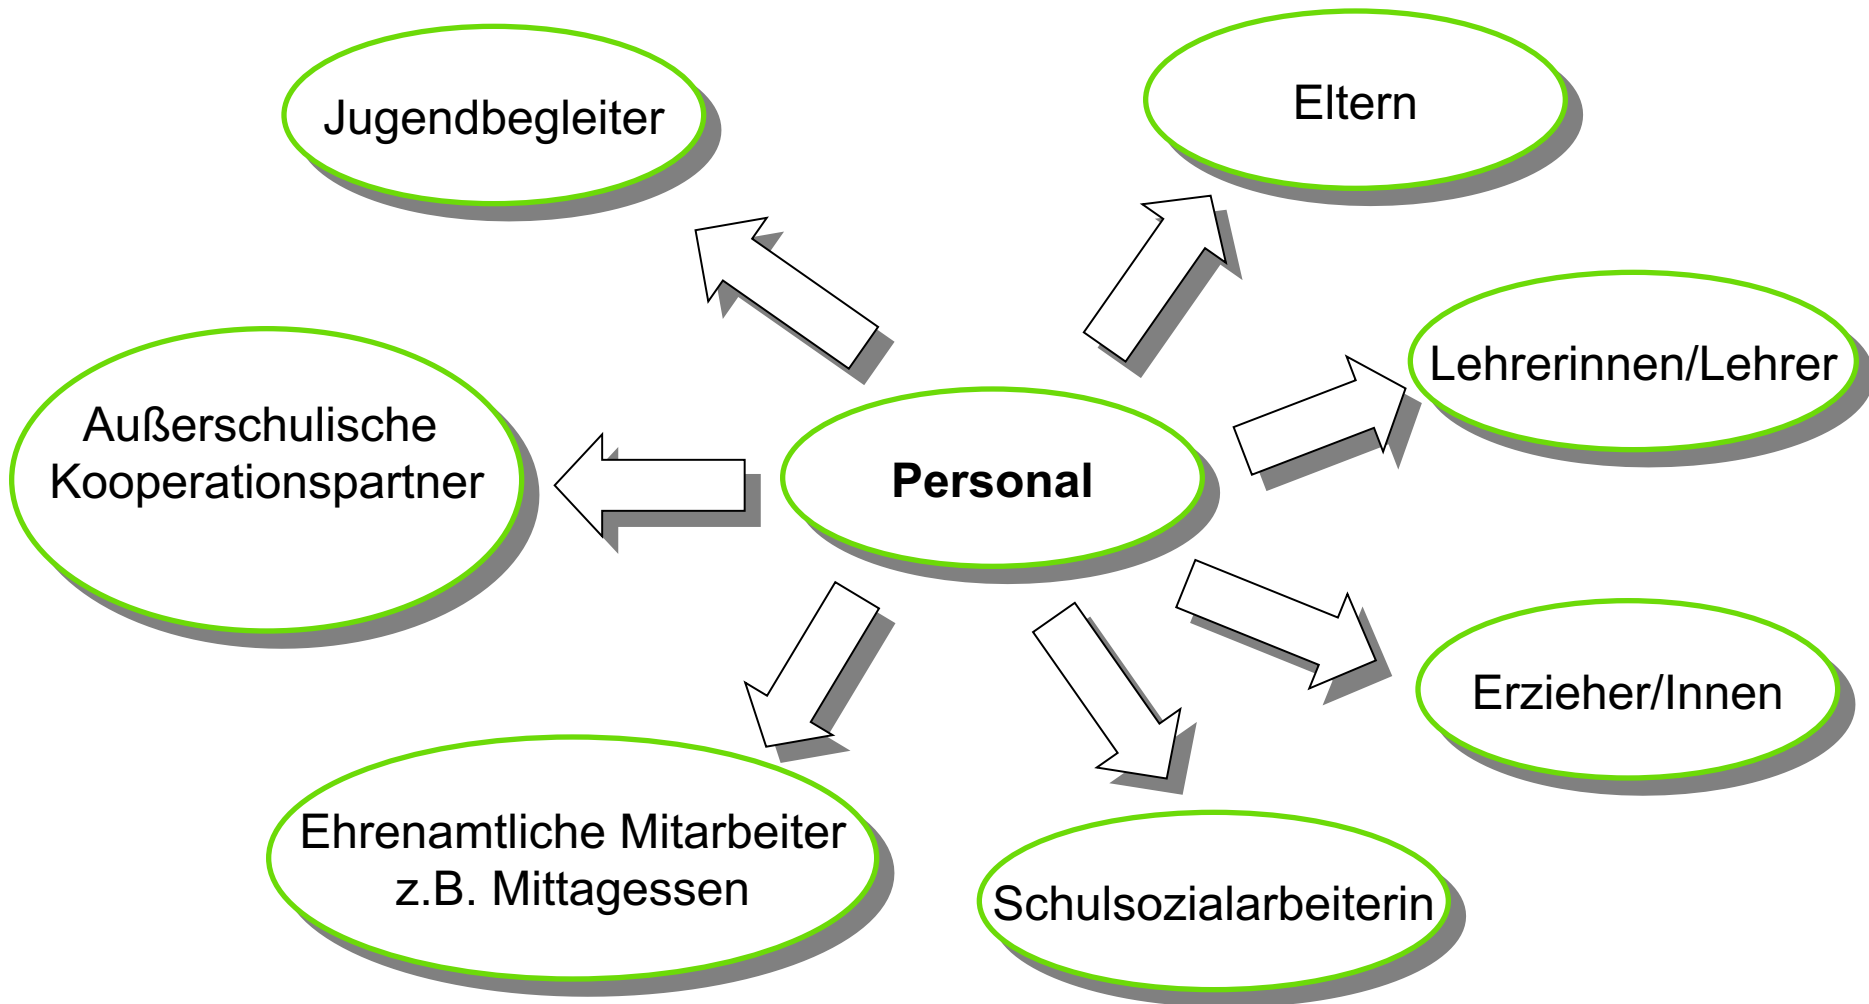 Jugendbegleiter
Eltern
Lehrerinnen/Lehrer
Außerschulische
Kooperationspartner
Personal
Erzieher/Innen
Ehrenamtliche Mitarbeiter
z.B. Mittagessen
Schulsozialarbeiterin